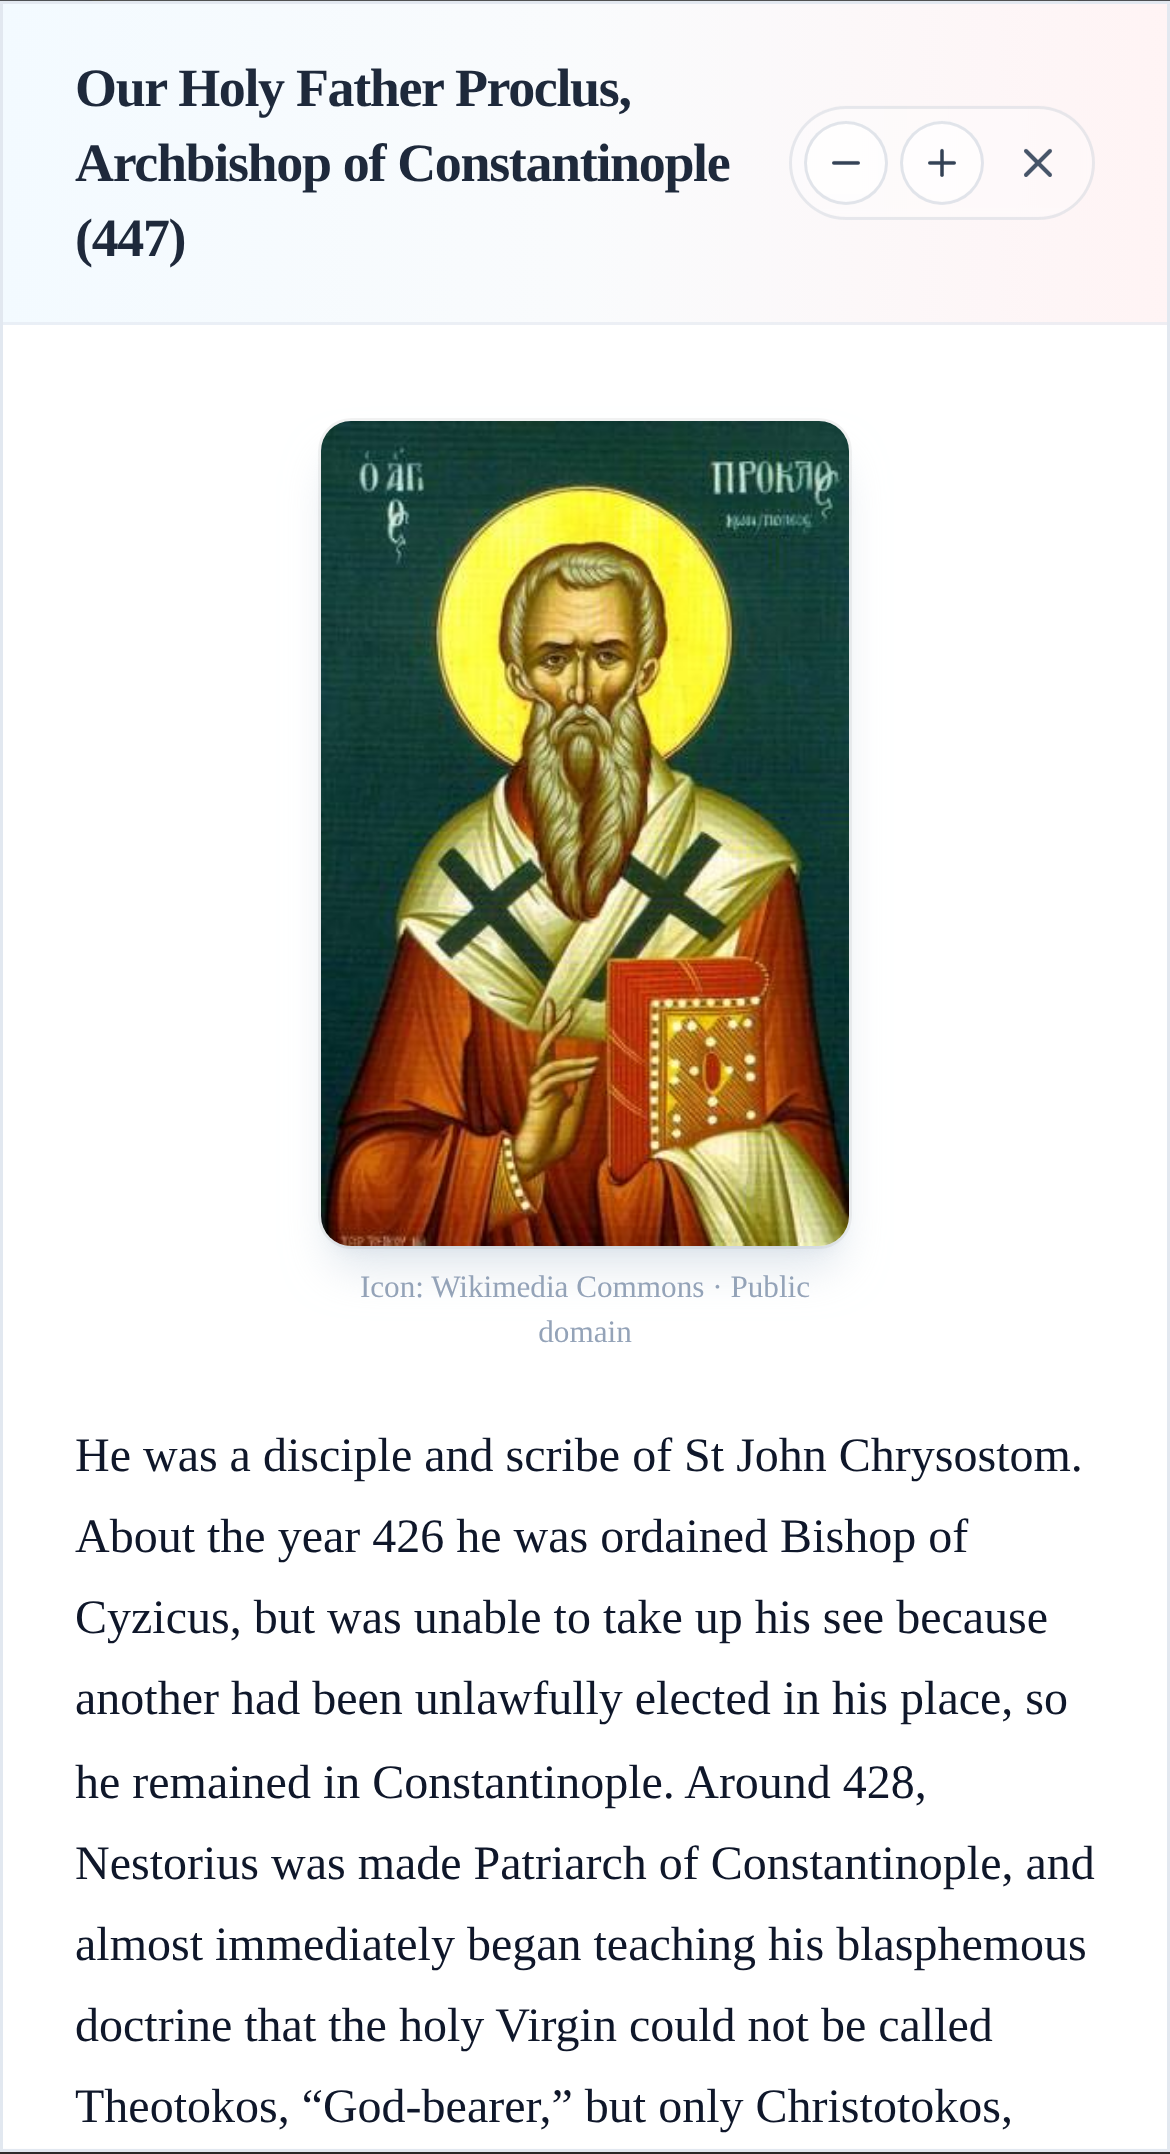 Our Holy Father Proclus,
Archbishop of Constantinople
(447)
Ὁ ἍΓΙ
ΠΡΟΚΛΟς
Icon: Wikimedia Commons · Public
domain
He was a disciple and scribe of St John Chrysostom.
About the year 426 he was ordained Bishop of
Cyzicus, but was unable to take up his see because
another had been unlawfully elected in his place, so
he remained in Constantinople. Around 428,
Nestorius was made Patriarch of Constantinople, and
almost immediately began teaching his blasphemous
doctrine that the holy Virgin could not be called
Theotokos, “God-bearer,” but only Christotokos,